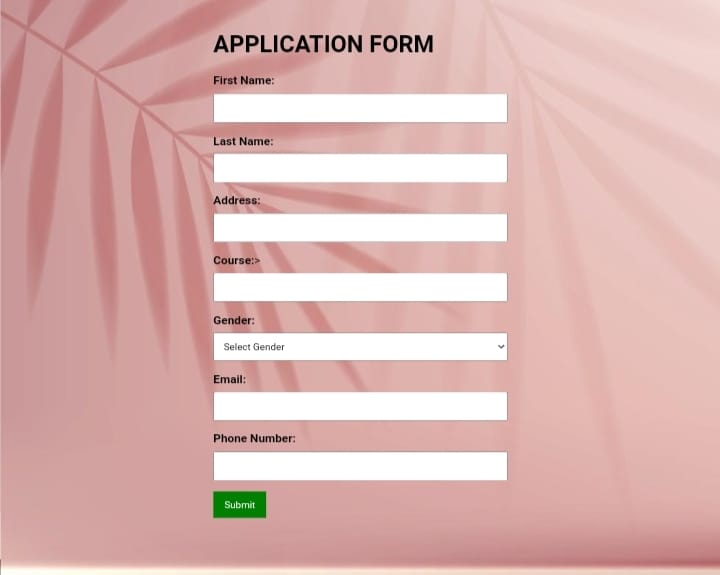 APPLICATION FORM
First Name:
Last Name:
Address:
Course:>
Gender:
Select Gender
Email:
Phone Number:
Submit